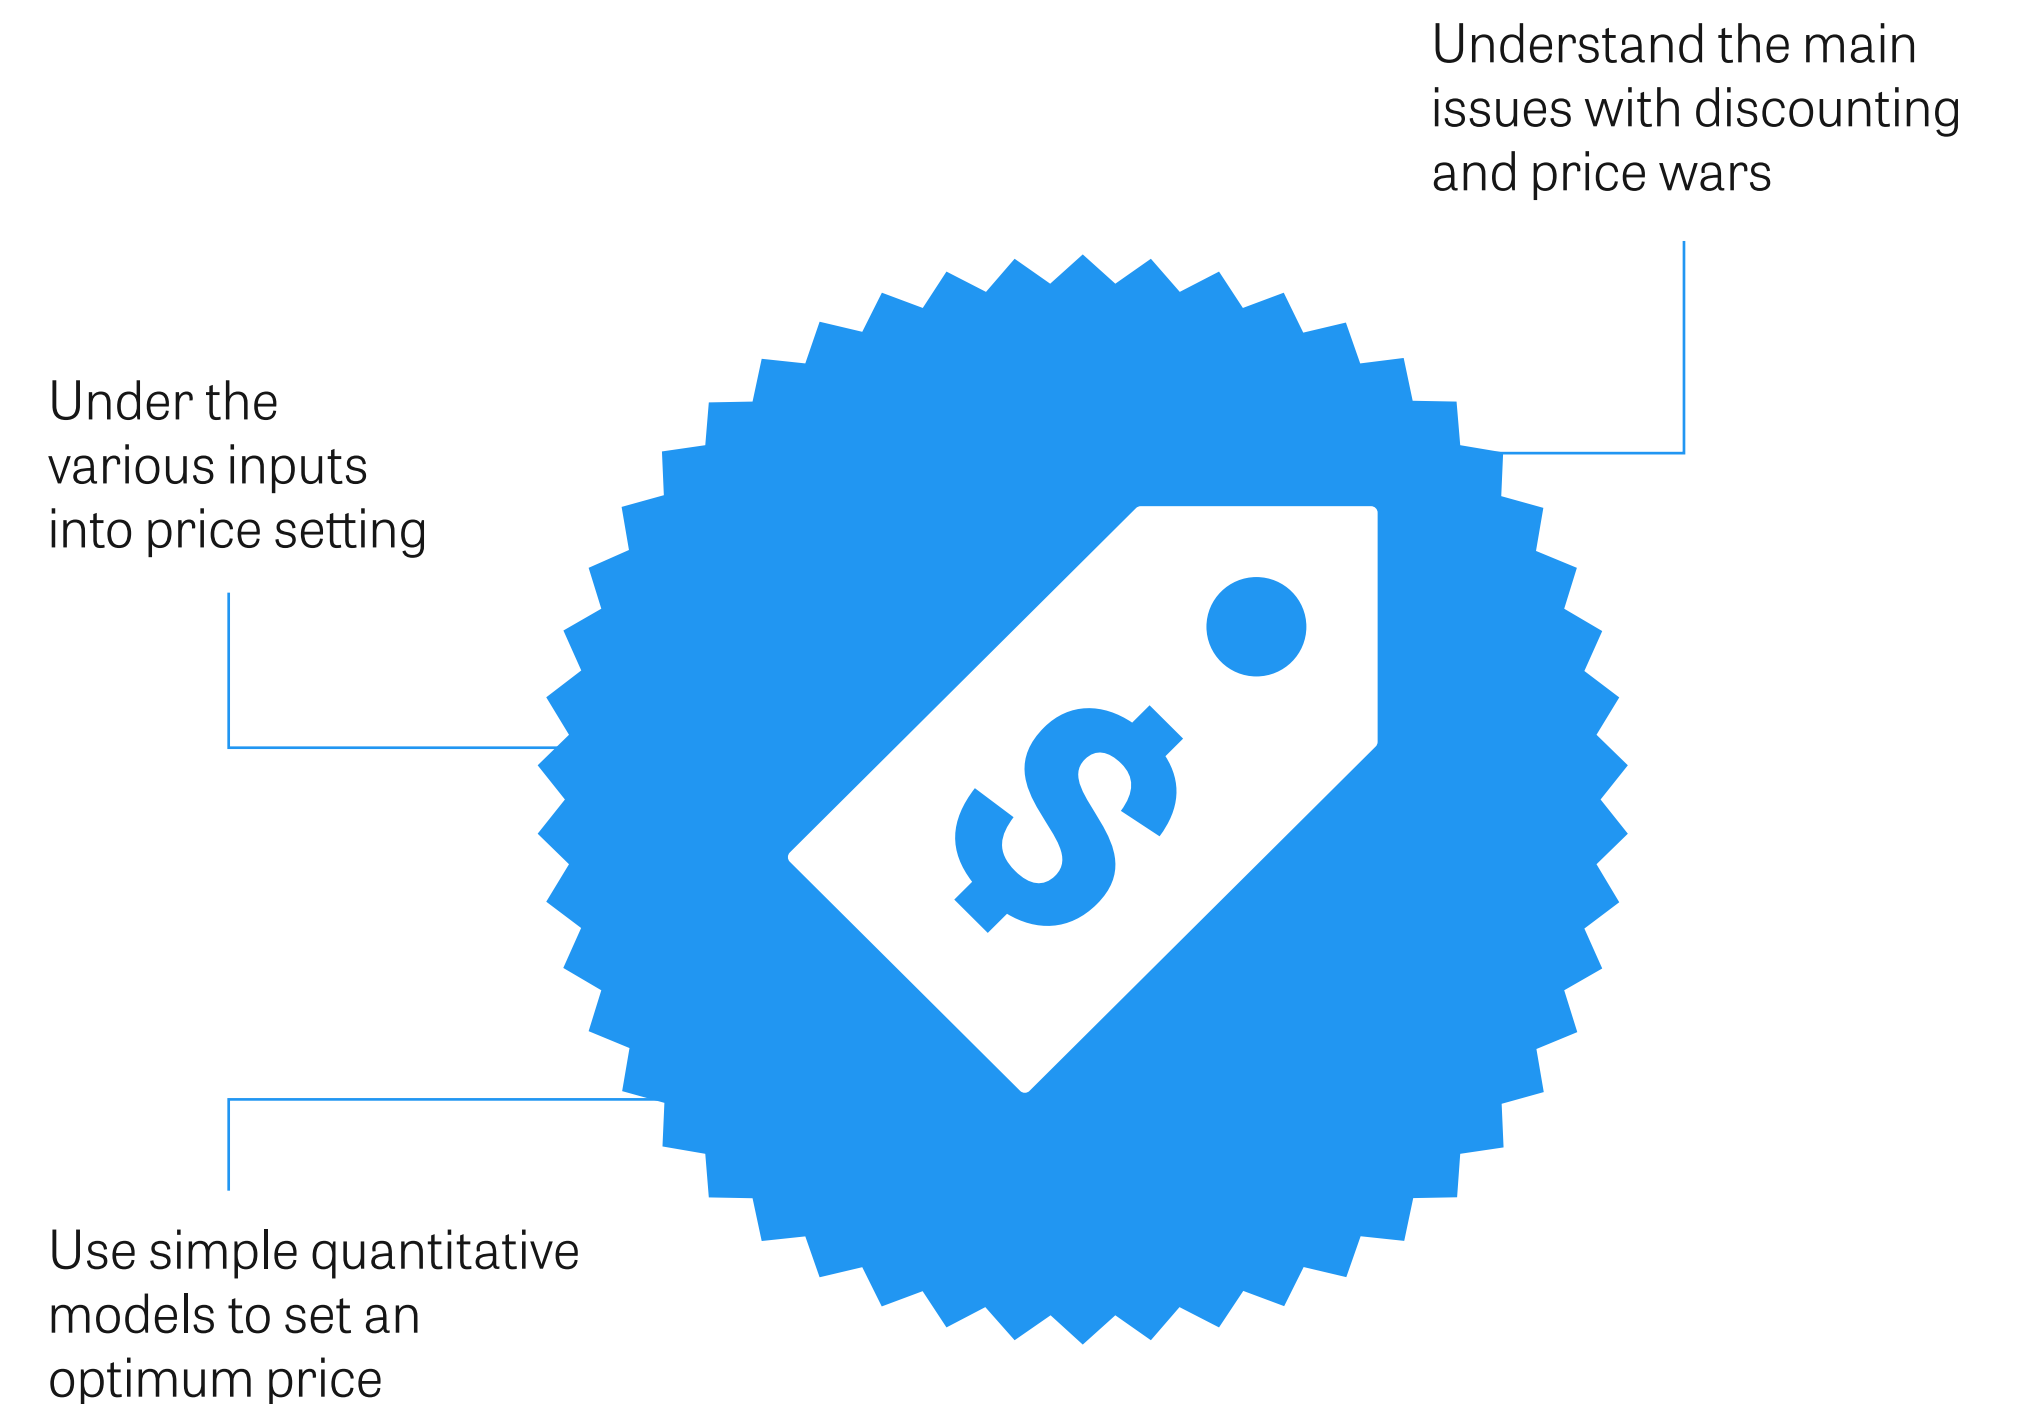 Understand the main
issues with discounting
and price wars
Under the
various inputs
into price setting
$
Use simple quantitative
models to set an
optimum price